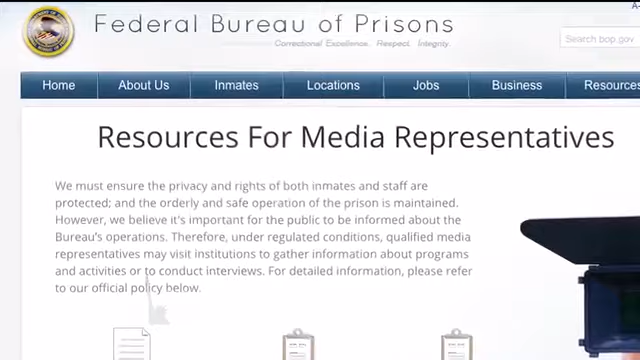 A-
Federal Bureau of Prisons
Correctional Excellence. Respect. Integrity.
Search bop.gov
Home About Us Inmates Locations Jobs Business Resources
Resources For Media Representatives
We must ensure the privacy and rights of both inmates and staff are
protected; and the orderly and safe operation of the prison is maintained.
However, we believe it's important for the public to be informed about the
Bureau's operations. Therefore, under regulated conditions, qualified media
representatives may visit institutions to gather information about programs
and activities or to conduct interviews. For detailed information, please refer
to our official policy below.